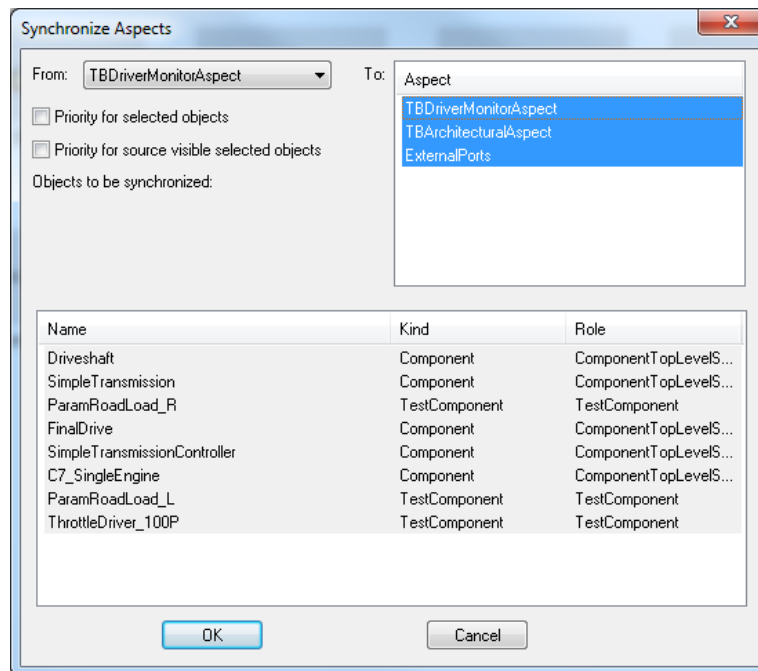 Synchronize Aspects
From: TBDriverMonitorAspect To:
Aspect
TBDriverMonitorAspect
TBArchitecturalAspect
ExternalPorts
Priority for selected objects
Priority for source visible selected objects
Objects to be synchronized:
Name Kind Role
Driveshaft Component ComponentTopLevelS...
SimpleTransmission Component ComponentTopLevelS...
ParamRoadLoad_R TestComponent TestComponent
FinalDrive Component ComponentTopLevelS...
SimpleTransmissionController Component ComponentTopLevelS...
C7_SingleEngine Component ComponentTopLevelS...
ParamRoadLoad_L TestComponent TestComponent
ThrottleDriver_100P TestComponent TestComponent
OK Cancel